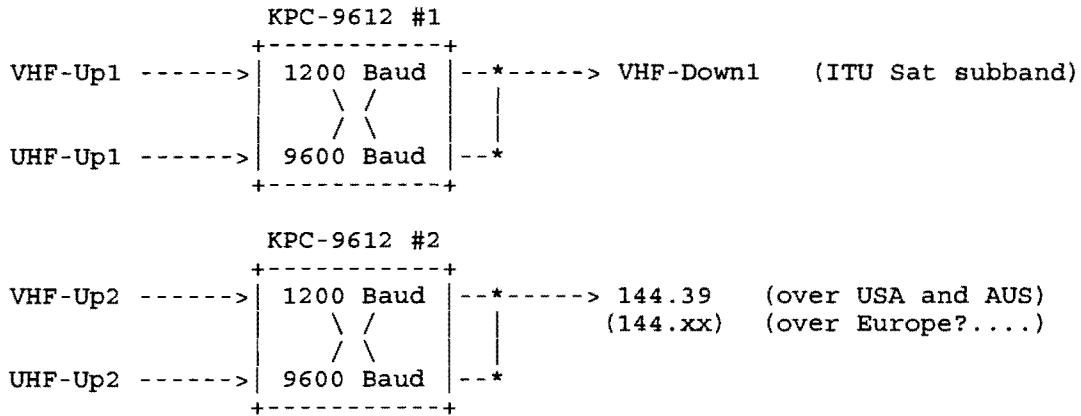 KPC-9612 #1
VHF-Up1 ------>| 1200 Baud |--*-----> VHF-Down1 (ITU Sat subband)
UHF-Up1 ------>| 9600 Baud |--*
KPC-9612 #2
VHF-Up2 ------>| 1200 Baud |--*-----> 144.39 (over USA and AUS)
(144.xx) (over Europe?....)
UHF-Up2 ------>| 9600 Baud |--*